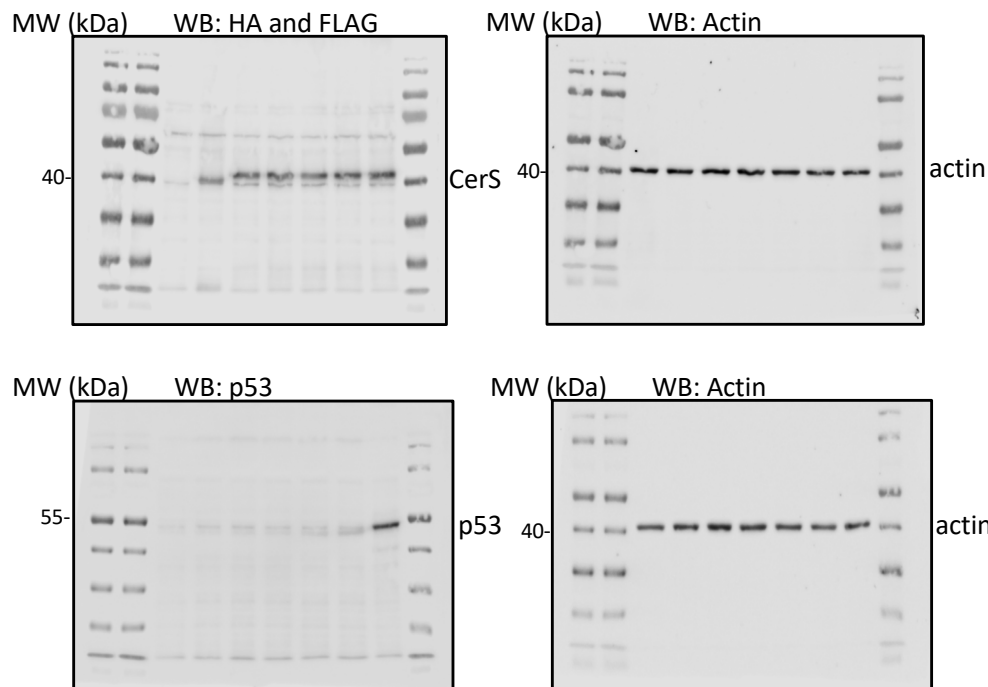 MW (kDa) WB: HA and FLAG
40-
CerS
MW (kDa) WB: Actin
40-
actin
MW (kDa) WB: p53
55-
p53
MW (kDa) WB: Actin
40-
actin